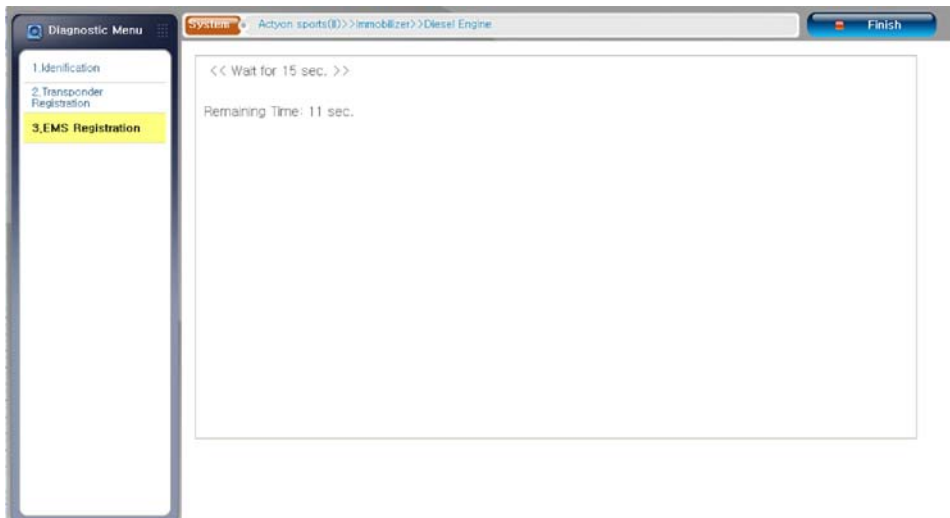 Diagnostic Menu
System
Actyon sports(II)>>Immobilizer>>Diesel Engine
Finish
1.Idenification
2.Transponder
Registration
3.EMS Registration
<< Wait for 15 sec. >>
Remaining Time: 11 sec.